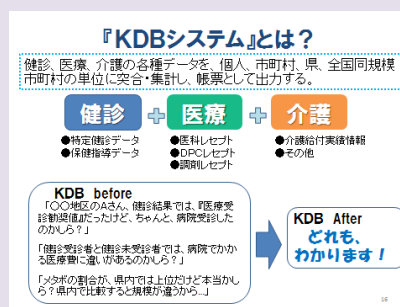 『KDBシステム』とは？
健診、医療、介護の各種データを、個人、市町村、県、全国同規模
市町村の単位に突合・集計し、帳票として出力する。
健診 + 医療 + 介護
●特定健診データ
●保健指導データ
●医科レセプト
●DPCレセプト
●調剤レセプト
●介護給付実績情報
●その他
KDB before
「○○地区のAさん、健診結果では、『医療受
診勧奨値』だったけど、ちゃんと、病院受診した
のかしら？」
「健診受診者と健診未受診者では、病院でかか
る医療費に違いがあるのかしら？」
「メタボの割合が、県内では上位だけど本当かし
ら？県内で比較すると規模が違うから…」
KDB After
どれも、
わかります！